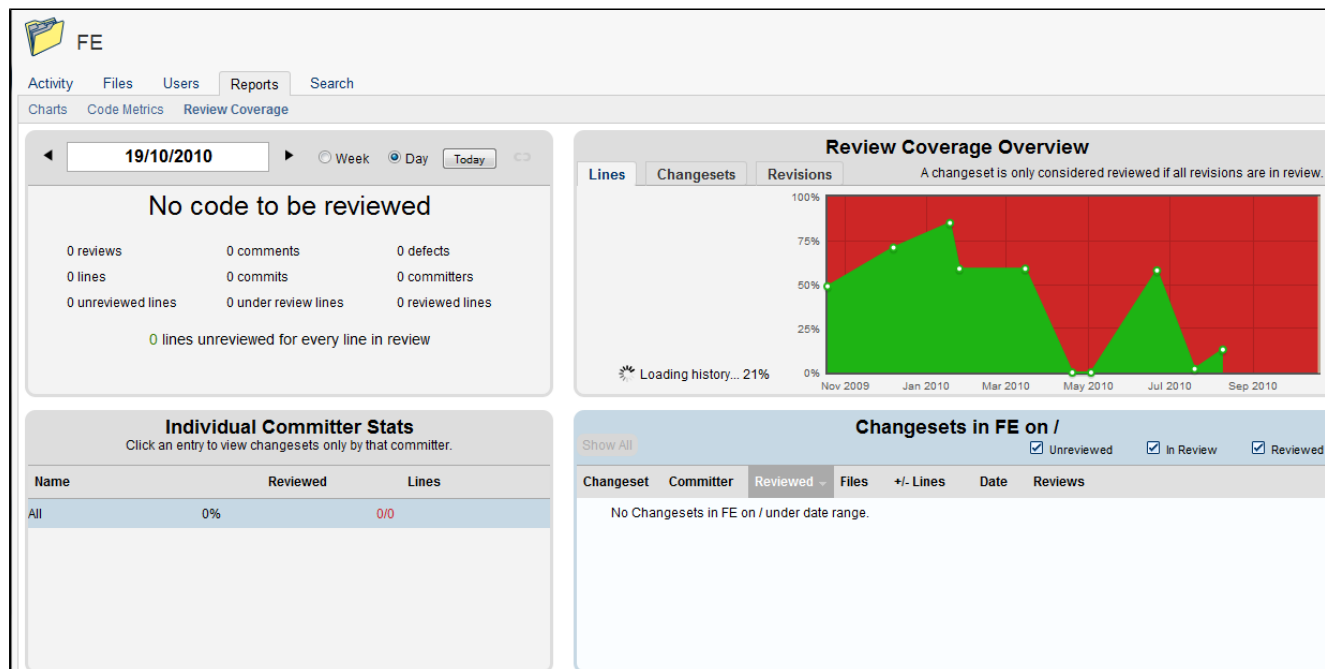 FE
Activity Files Users Reports Search
Charts Code Metrics Review Coverage
19/10/2010 Week Day Today
No code to be reviewed
0 reviews 0 comments 0 defects
0 lines 0 commits 0 committers
0 unreviewed lines 0 under review lines 0 reviewed lines
0 lines unreviewed for every line in review
Review Coverage Overview
Lines Changesets Revisions A changeset is only considered reviewed if all revisions are in review.
100%
75%
50%
25%
0%
Loading history... 21%
Nov 2009 Jan 2010 Mar 2010 May 2010 Jul 2010 Sep 2010
Individual Committer Stats
Click an entry to view changesets only by that committer.
Name Reviewed Lines
All 0% 0/0
Changesets in FE on /
Show All Unreviewed In Review Reviewed
Changeset Committer Reviewed Files +/- Lines Date Reviews
No Changesets in FE on / under date range.